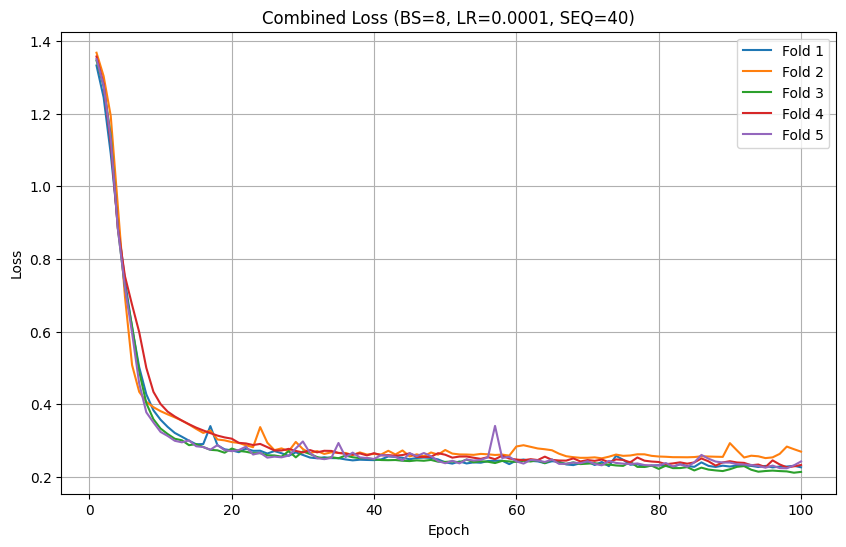 Combined Loss (BS=8, LR=0.0001, SEQ=40)
Fold 1
Fold 2
Fold 3
Fold 4
Fold 5
Loss
1.4
1.2
1.0
0.8
0.6
0.4
0.2
0 20 40 60 80 100
Epoch